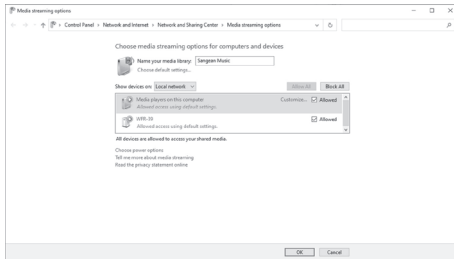 Media streaming options
Control Panel > Network and Internet > Network and Sharing Center > Media streaming options
Choose media streaming options for computers and devices
Name your media library: Sangean Music
Choose default settings...
Show devices on: Local network Allow All Block All
Media players on this computer Customize... Allowed
Allowed access using default settings.
WFR-39 Allowed
Allowed access using default settings.
All devices are allowed to access your shared media.
Choose power options
Tell me more about media streaming
Read the privacy statement online
OK Cancel